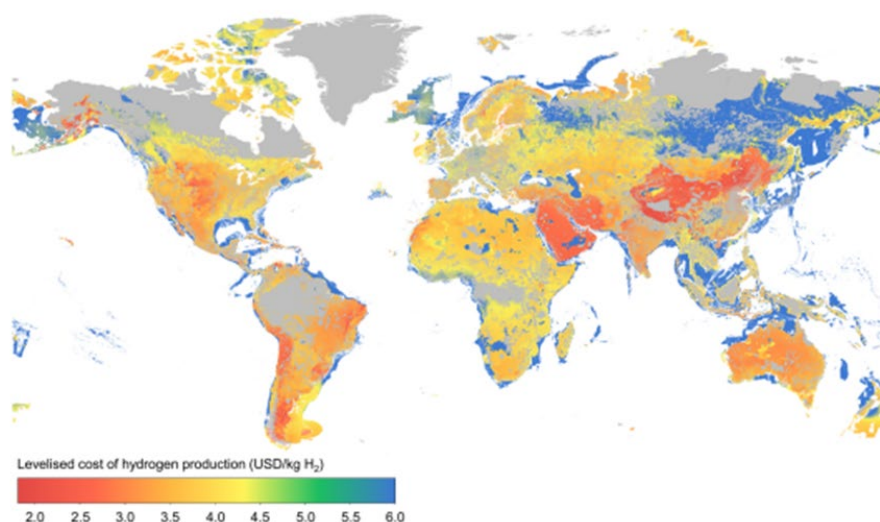 Levelised cost of hydrogen production (USD/kg H₂)
2.0 2.5 3.0 3.5 4.0 4.5 5.0 5.5 6.0